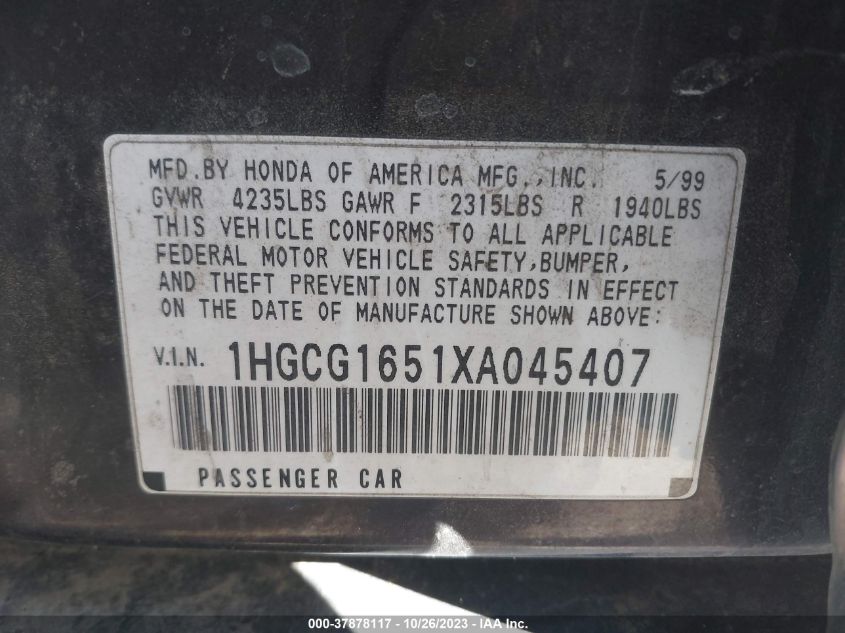 MFD.BY HONDA OF AMERICA MFG.,INC. 5/99
GVWR 4235LBS GAWR F 2315LBS R 1940LBS
THIS VEHICLE CONFORMS TO ALL APPLICABLE
FEDERAL MOTOR VEHICLE SAFETY,BUMPER,
AND THEFT PREVENTION STANDARDS IN EFFECT
ON THE DATE OF MANUFACTURE SHOWN ABOVE:
V.I.N. 1HGCG1651XA045407
PASSENGER CAR
000-37878117 - 10/26/2023 - IAA Inc.